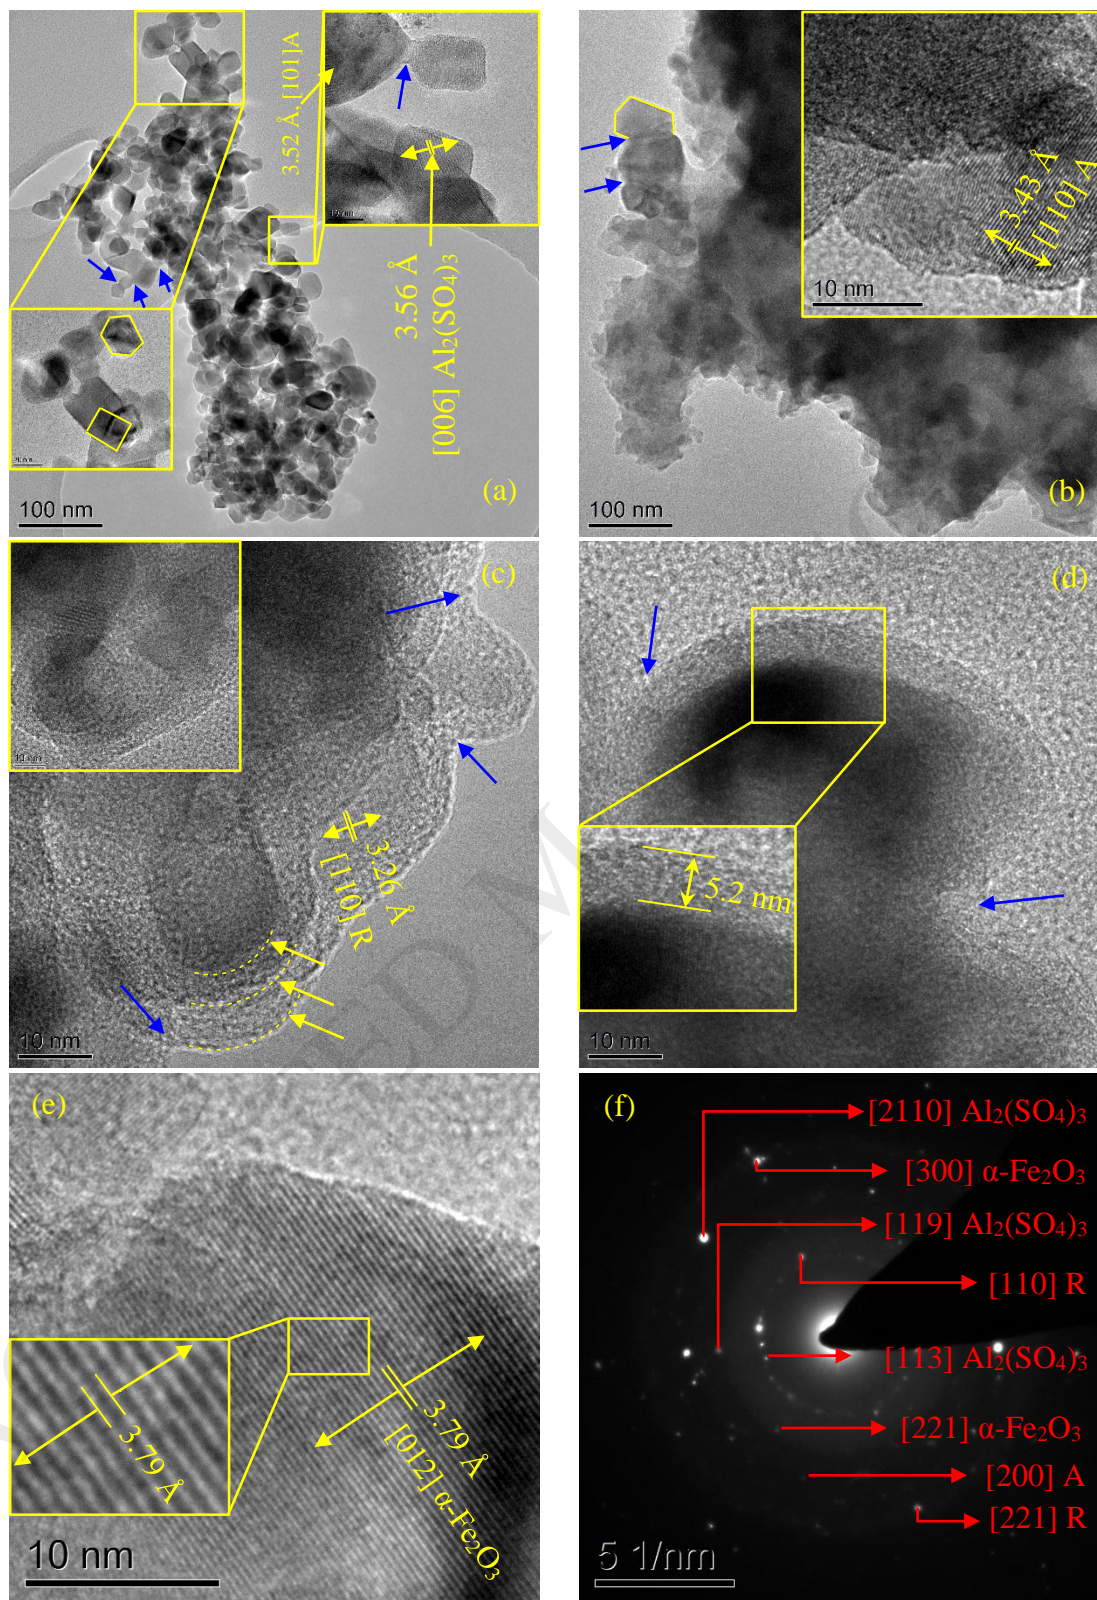 3.52 Å, [101]A
3.56 Å
[006] Al₂(SO₄)₃
100 nm
(a)
3.43 Å
[110] A
10 nm
100 nm
(b)
(c)
3.26 Å
[110] R
10 nm
(d)
5.2 nm
10 nm
(e)
3.79 Å
3.79 Å
[012] α-Fe₂O₃
10 nm
(f)
[2110] Al₂(SO₄)₃
[300] α-Fe₂O₃
[119] Al₂(SO₄)₃
[110] R
[113] Al₂(SO₄)₃
[221] α-Fe₂O₃
[200] A
[221] R
5 1/nm